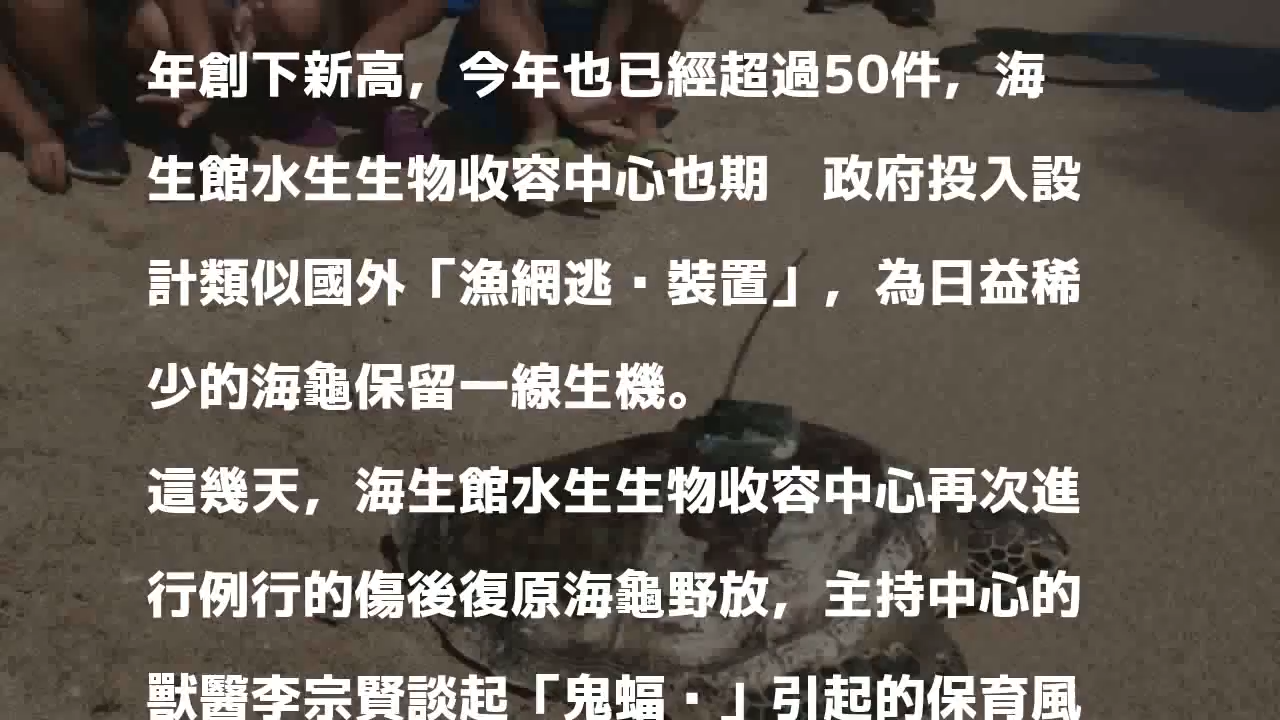 年創下新高，今年也已經超過50件，海
生館水生生物收容中心也期　政府投入設
計類似國外「漁網逃·裝置」，為日益稀
少的海龜保留一線生機。
這幾天，海生館水生生物收容中心再次進
行例行的傷後復原海龜野放，主持中心的
獸醫李宗賢談起「鬼蝠·」引起的保育風